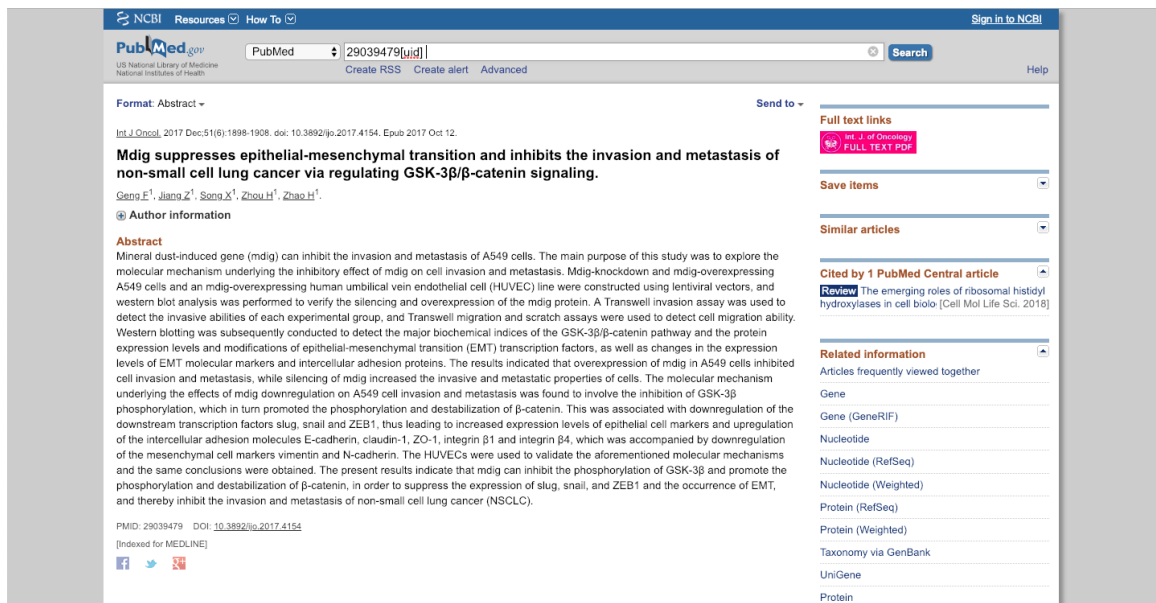 NCBI Resources How To Sign in to NCBI
PubMed.gov
US National Library of Medicine
National Institutes of Health
PubMed 29039479[uid] Search
Create RSS Create alert Advanced Help
Format: Abstract Send to
Int J Oncol. 2017 Dec;51(6):1898-1908. doi: 10.3892/ijo.2017.4154. Epub 2017 Oct 12.
Mdig suppresses epithelial-mesenchymal transition and inhibits the invasion and metastasis of
non-small cell lung cancer via regulating GSK-3β/β-catenin signaling.
Geng F1, Jiang Z1, Song X1, Zhou H1, Zhao H1.
Author information
Abstract
Mineral dust-induced gene (mdig) can inhibit the invasion and metastasis of A549 cells. The main purpose of this study was to explore the
molecular mechanism underlying the inhibitory effect of mdig on cell invasion and metastasis. Mdig-knockdown and mdig-overexpressing
A549 cells and an mdig-overexpressing human umbilical vein endothelial cell (HUVEC) line were constructed using lentiviral vectors, and
western blot analysis was performed to verify the silencing and overexpression of the mdig protein. A Transwell invasion assay was used to
detect the invasive abilities of each experimental group, and Transwell migration and scratch assays were used to detect cell migration ability.
Western blotting was subsequently conducted to detect the major biochemical indices of the GSK-3β/β-catenin pathway and the protein
expression levels and modifications of epithelial-mesenchymal transition (EMT) transcription factors, as well as changes in the expression
levels of EMT molecular markers and intercellular adhesion proteins. The results indicated that overexpression of mdig in A549 cells inhibited
cell invasion and metastasis, while silencing of mdig increased the invasive and metastatic properties of cells. The molecular mechanism
underlying the effects of mdig downregulation on A549 cell invasion and metastasis was found to involve the inhibition of GSK-3β
phosphorylation, which in turn promoted the phosphorylation and destabilization of β-catenin. This was associated with downregulation of the
downstream transcription factors slug, snail and ZEB1, thus leading to increased expression levels of epithelial cell markers and upregulation
of the intercellular adhesion molecules E-cadherin, claudin-1, ZO-1, integrin β1 and integrin β4, which was accompanied by downregulation
of the mesenchymal cell markers vimentin and N-cadherin. The HUVECs were used to validate the aforementioned molecular mechanisms
and the same conclusions were obtained. The present results indicate that mdig can inhibit the phosphorylation of GSK-3β and promote the
phosphorylation and destabilization of β-catenin, in order to suppress the expression of slug, snail, and ZEB1 and the occurrence of EMT,
and thereby inhibit the invasion and metastasis of non-small cell lung cancer (NSCLC).
PMID: 29039479 DOI: 10.3892/ijo.2017.4154
[Indexed for MEDLINE]
Full text links
Int. J. of Oncology
FULL TEXT PDF
Save items
Similar articles
Cited by 1 PubMed Central article
Review The emerging roles of ribosomal histidyl
hydroxylases in cell biolo [Cell Mol Life Sci. 2018]
Related information
Articles frequently viewed together
Gene
Gene (GeneRIF)
Nucleotide
Nucleotide (RefSeq)
Nucleotide (Weighted)
Protein (RefSeq)
Protein (Weighted)
Taxonomy via GenBank
UniGene
Protein